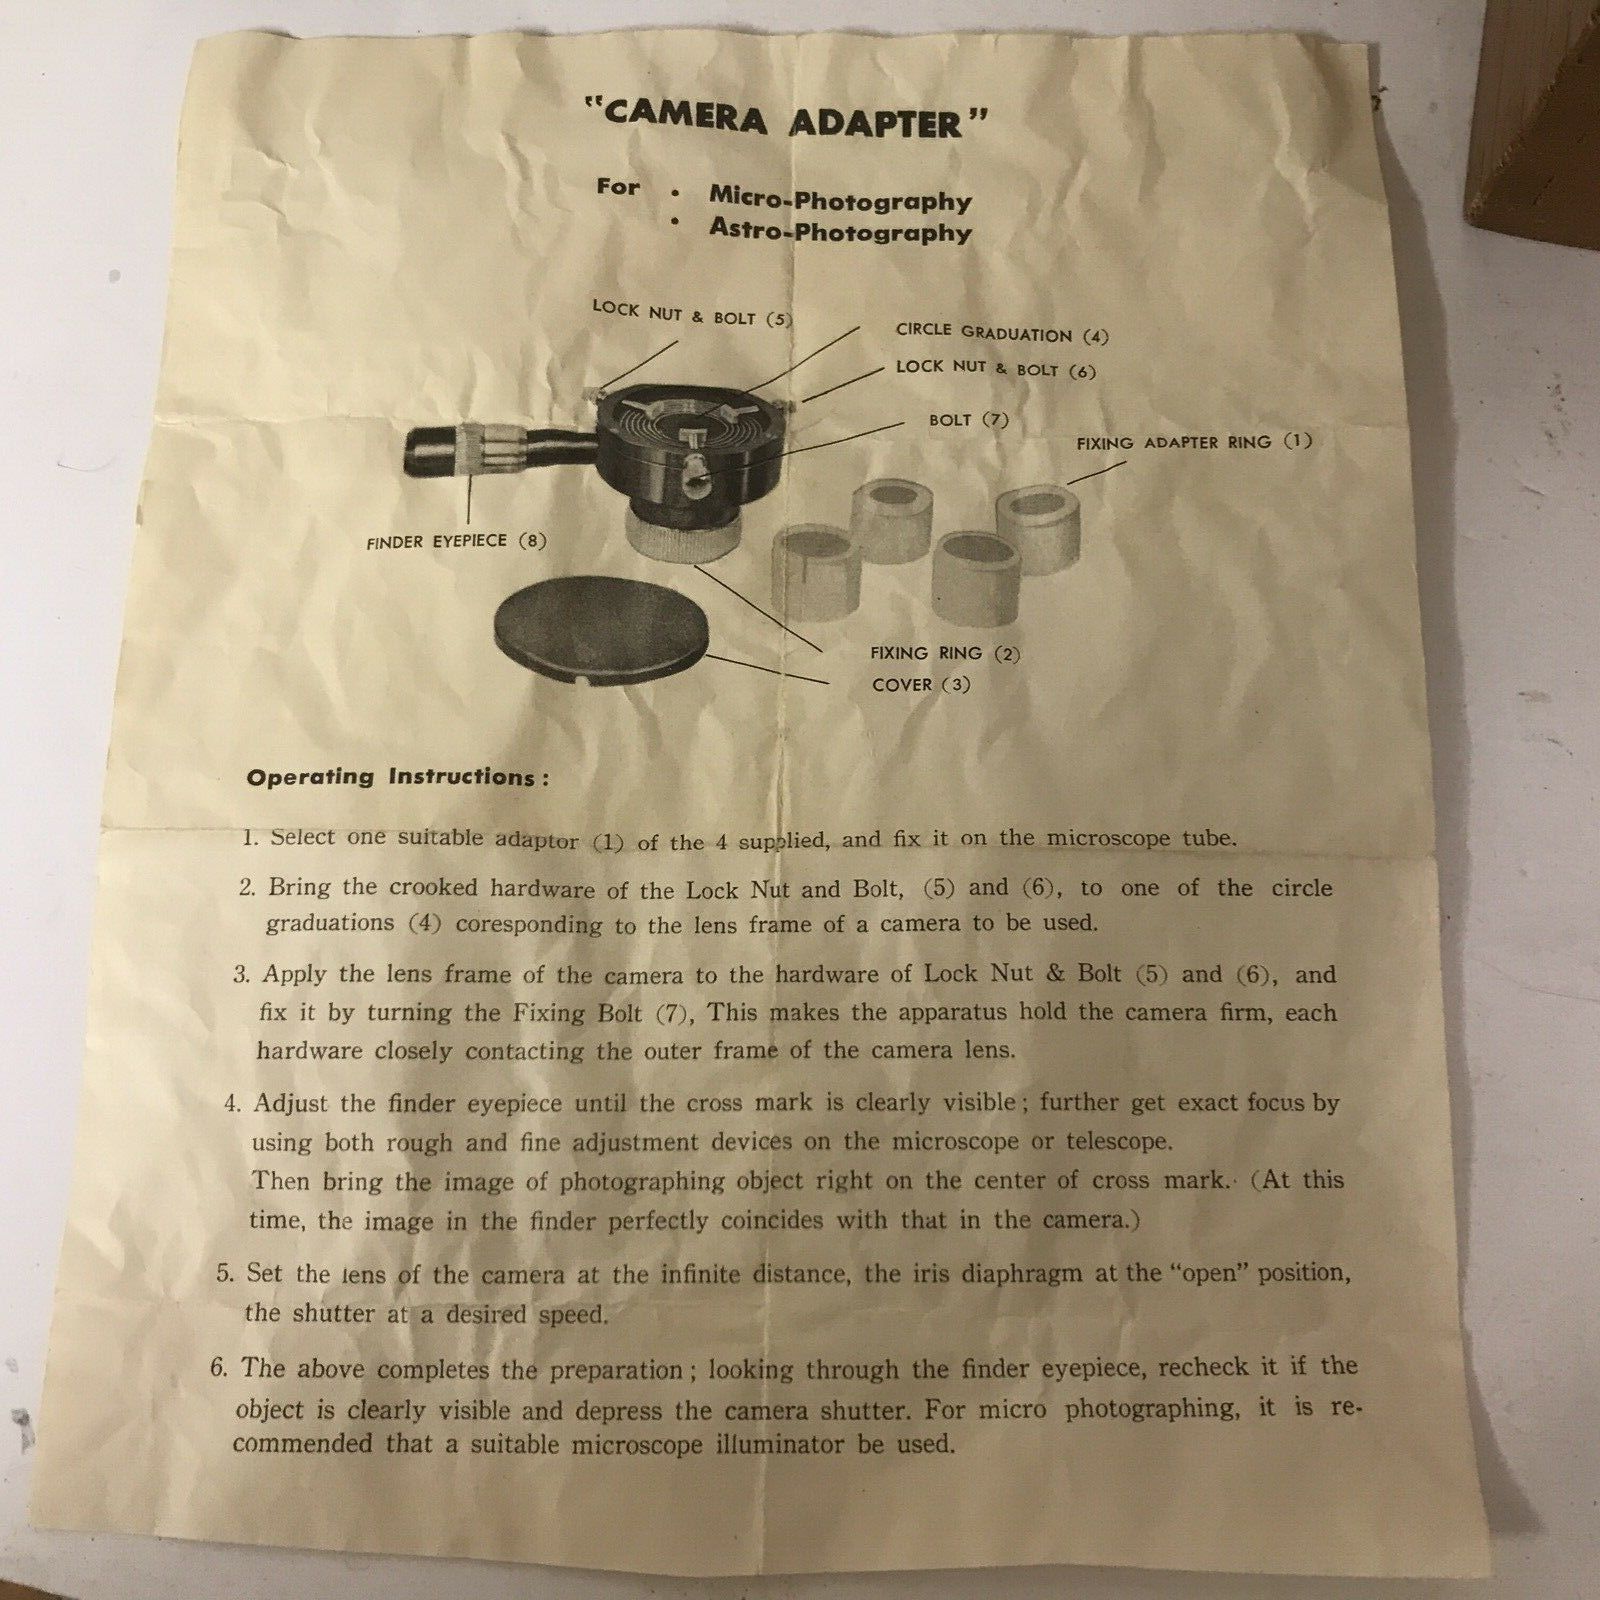 "CAMERA ADAPTER"
For • Micro-Photography
• Astro-Photography
LOCK NUT & BOLT (5)
CIRCLE GRADUATION (4)
LOCK NUT & BOLT (6)
BOLT (7)
FIXING ADAPTER RING (1)
FINDER EYEPIECE (8)
FIXING RING (2)
COVER (3)
Operating Instructions :
1. Select one suitable adaptor (1) of the 4 supplied, and fix it on the microscope tube.
2. Bring the crooked hardware of the Lock Nut and Bolt, (5) and (6), to one of the circle
graduations (4) coresponding to the lens frame of a camera to be used.
3. Apply the lens frame of the camera to the hardware of Lock Nut & Bolt (5) and (6), and
fix it by turning the Fixing Bolt (7), This makes the apparatus hold the camera firm, each
hardware closely contacting the outer frame of the camera lens.
4. Adjust the finder eyepiece until the cross mark is clearly visible ; further get exact focus by
using both rough and fine adjustment devices on the microscope or telescope.
Then bring the image of photographing object right on the center of cross mark. (At this
time, the image in the finder perfectly coincides with that in the camera.)
5. Set the lens of the camera at the infinite distance, the iris diaphragm at the "open" position,
the shutter at a desired speed.
6. The above completes the preparation ; looking through the finder eyepiece, recheck it if the
object is clearly visible and depress the camera shutter. For micro photographing, it is re-
commended that a suitable microscope illuminator be used.